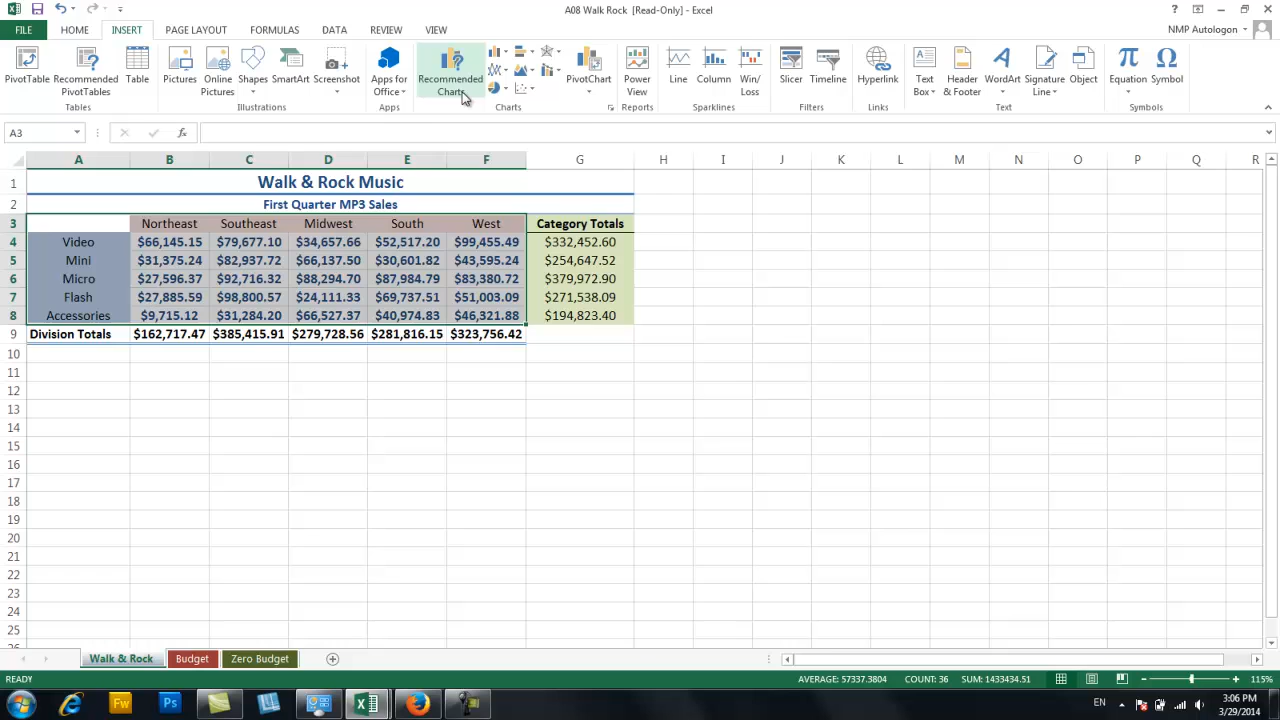 A08 Walk Rock [Read-Only] - Excel
FILE HOME INSERT PAGE LAYOUT FORMULAS DATA REVIEW VIEW NMP Autologon
PivotTable Recommended PivotTables Table Pictures Online Pictures Shapes SmartArt Screenshot Apps for Office Recommended Charts PivotChart Power View Line Column Win/Loss Slicer Timeline Hyperlink Text Box Header & Footer WordArt Signature Line Object Equation Symbol
Tables Illustrations Apps Charts Reports Sparklines Filters Links Text Symbols
A3 fx
A B C D E F G H I J K L M N O P Q R
1 Walk & Rock Music
2 First Quarter MP3 Sales
3 Northeast Southeast Midwest South West Category Totals
4 Video $66,145.15 $79,677.10 $34,657.66 $52,517.20 $99,455.49 $332,452.60
5 Mini $31,375.24 $82,937.72 $66,137.50 $30,601.82 $43,595.24 $254,647.52
6 Micro $27,596.37 $92,716.32 $88,294.70 $87,984.79 $83,380.72 $379,972.90
7 Flash $27,885.59 $98,800.57 $24,111.33 $69,737.51 $51,003.09 $271,538.09
8 Accessories $9,715.12 $31,284.20 $66,527.37 $40,974.83 $46,321.88 $194,823.40
9 Division Totals $162,717.47 $385,415.91 $279,728.56 $281,816.15 $323,756.42
10
11
12
13
14
15
16
17
18
19
20
21
22
23
24
25
Walk & Rock Budget Zero Budget
READY AVERAGE: 57337.3804 COUNT: 36 SUM: 1433434.51 115%
Fw Ps EN 3:06 PM
3/29/2014